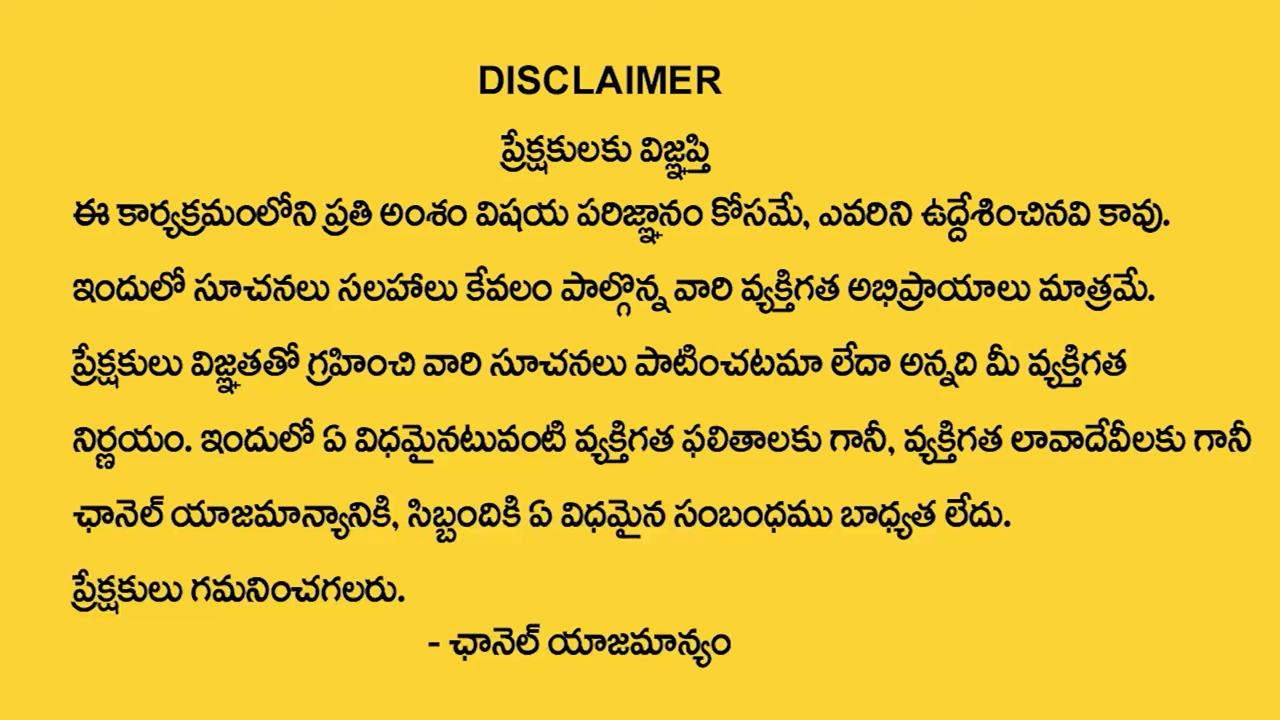 DISCLAIMER
ప్రేక్షకులకు విజ్ఞప్తి
ఈ కార్యక్రమంలోని ప్రతి అంశం విషయ పరిజ్ఞానం కోసమే, ఎవరిని ఉద్దేశించినవి కావు.
ఇందులో సూచనలు సలహాలు కేవలం పాల్గొన్న వారి వ్యక్తిగత అభిప్రాయాలు మాత్రమే.
ప్రేక్షకులు విజ్ఞతతో గ్రహించి వారి సూచనలు పాటించటమా లేదా అన్నది మీ వ్యక్తిగత
నిర్ణయం. ఇందులో ఏ విధమైనటువంటి వ్యక్తిగత ఫలితాలకు గానీ, వ్యక్తిగత లావాదేవీలకు గానీ
ఛానెల్ యాజమాన్యానికి, సిబ్బందికి ఏ విధమైన సంబంధము బాధ్యత లేదు.
ప్రేక్షకులు గమనించగలరు.
- ఛానెల్ యాజమాన్యం